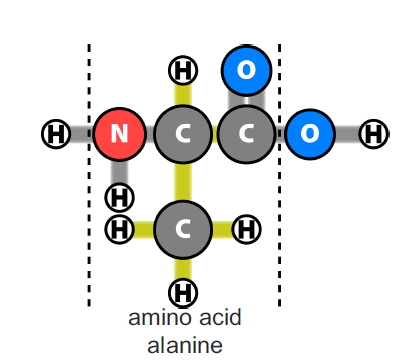 H O
H N C C O H
H
H C H
H
amino acid
alanine